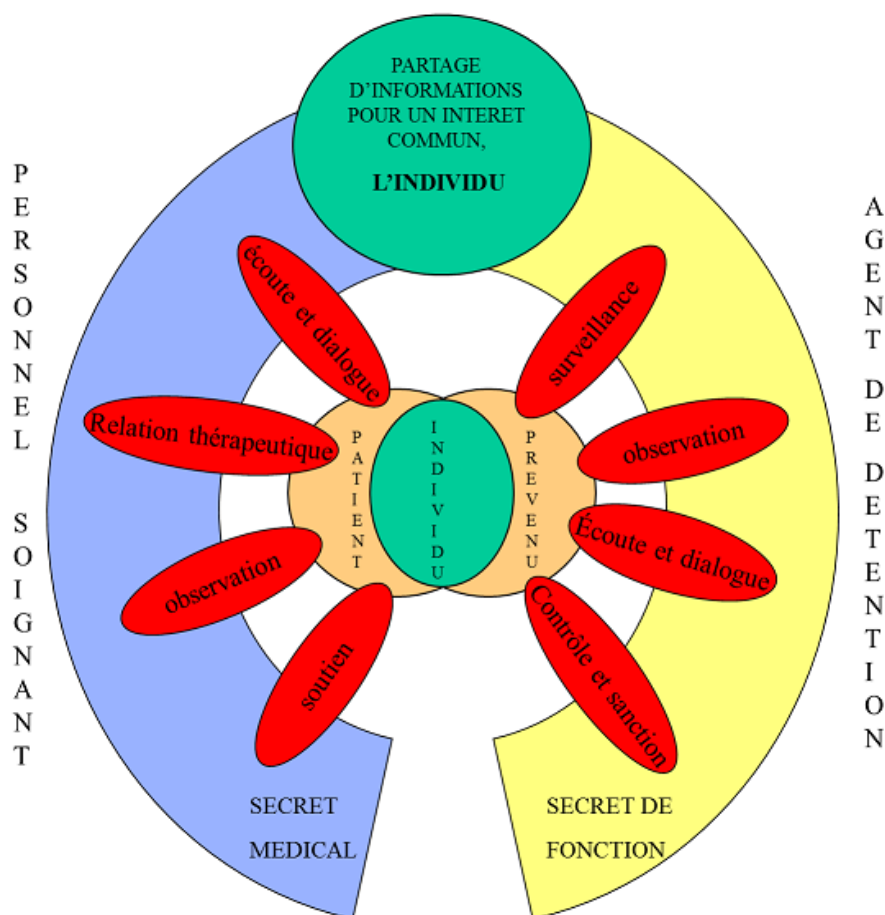 PARTAGE
D'INFORMATIONS
POUR UN INTERET
COMMUN,
L'INDIVIDU
PERSONNEL SOIGNANT
AGENT DE DETENTION
écoute et dialogue
surveillance
Relation thérapeutique
observation
PATIENT
INDIVIDU
PREVENU
observation
Écoute et dialogue
soutien
Contrôle et sanction
SECRET
MEDICAL
SECRET DE
FONCTION